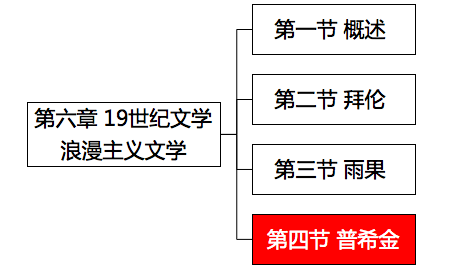 第一节 概述
第二节 拜伦
第六章 19世纪文学
浪漫主义文学
第三节 雨果
第四节 普希金